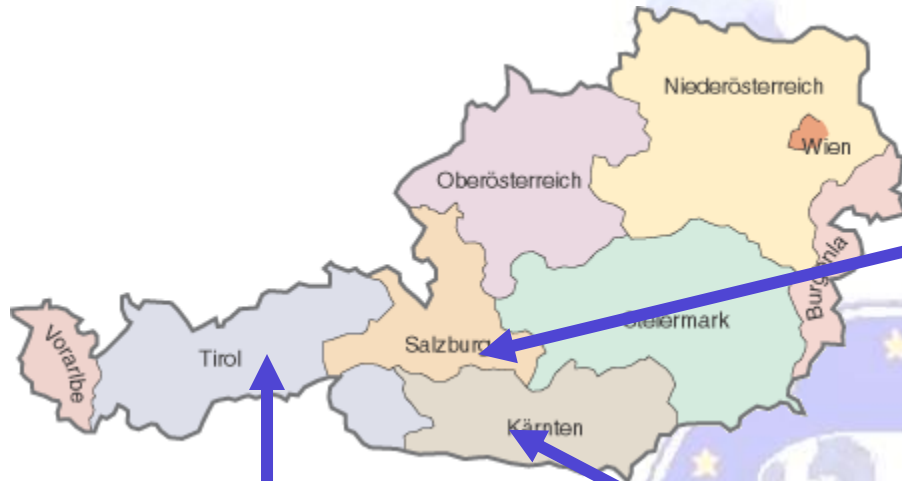 Niederösterreich
Wien
Oberösterreich
Burgenla
Steiermark
Salzburg
Vorarlbe
Tirol
Kärnten